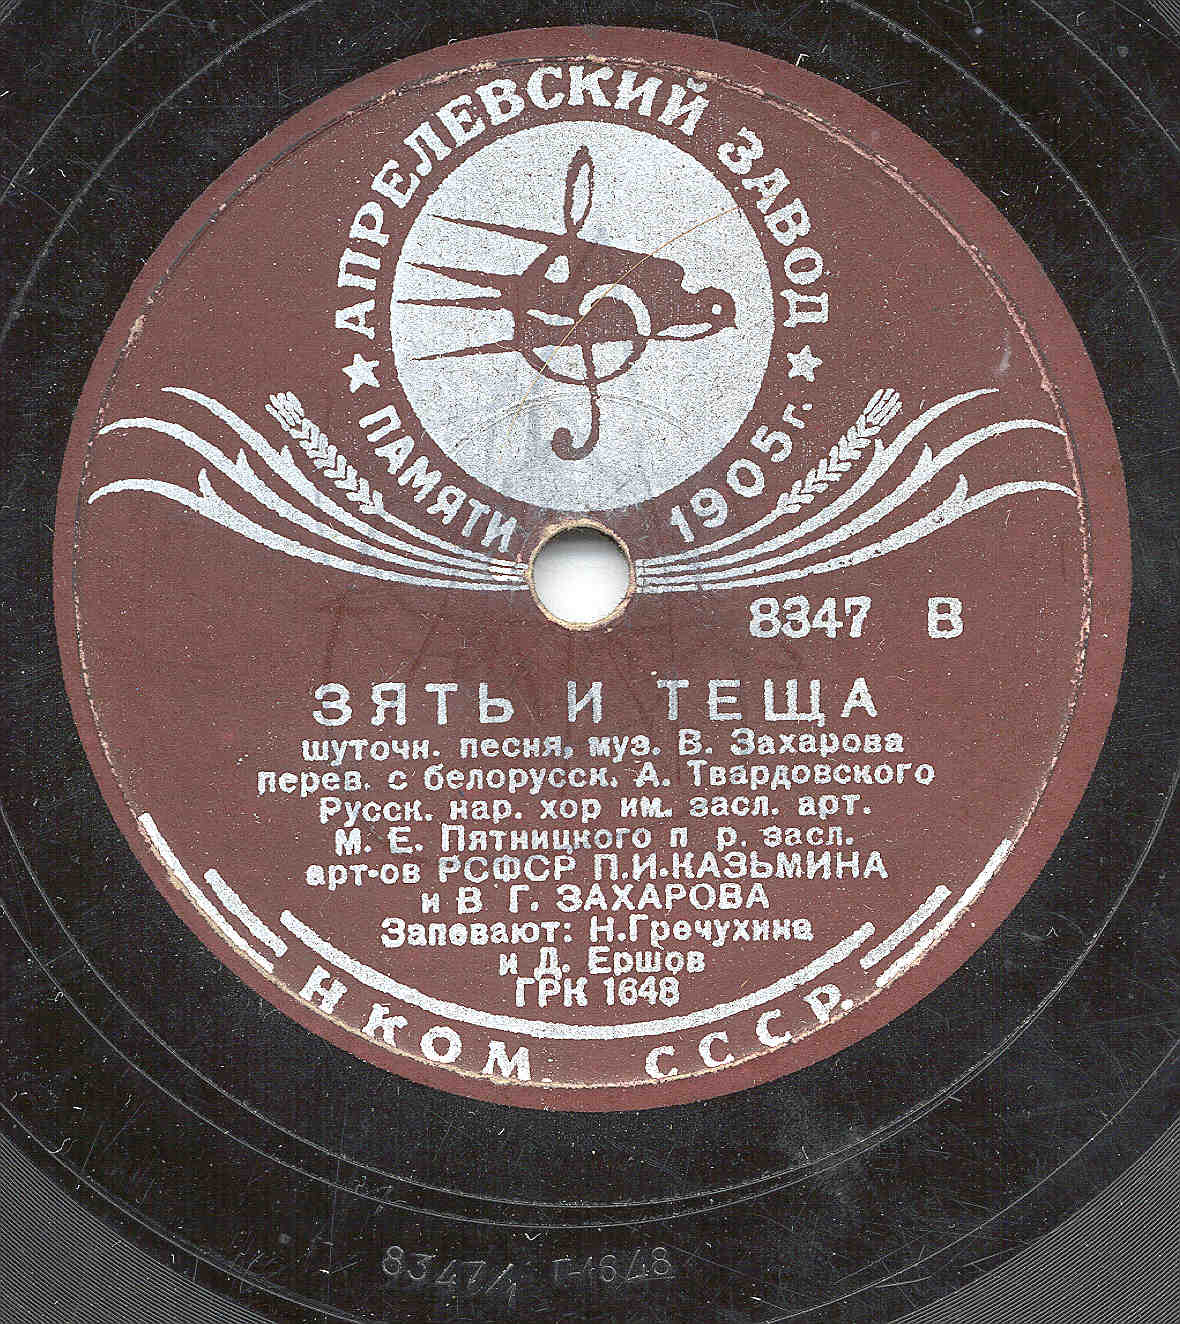 АПРЕЛЕВСКИЙ ЗАВОД
ПАМЯТИ 1905 г.
8347 В
ЗЯТЬ И ТЕЩА
шуточн. песня, муз. В. Захарова
перев. с белорусск. А. Твардовского
Русск. нар. хор им. засл. арт.
М. Е. Пятницкого п р. засл.
арт-ов РСФСР П.И.КАЗЬМИНА
и В Г. ЗАХАРОВА
Запевают: Н.Гречухина
и Д. Ершов
ГРК 1648
НКОМ СССР.
8347/ Г-1648